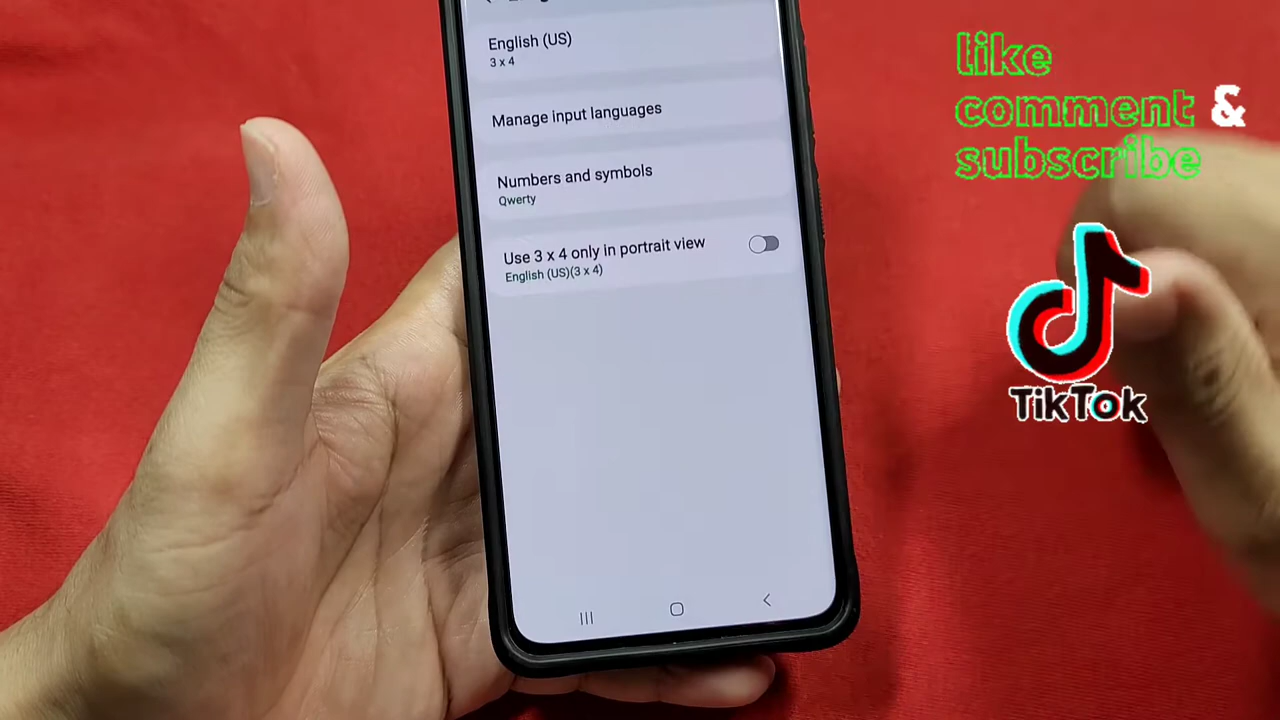 English (US)
3 x 4
Manage input languages
Numbers and symbols
Qwerty
Use 3 x 4 only in portrait view
English (US)(3 x 4)
like
comment &
subscribe
TikTok